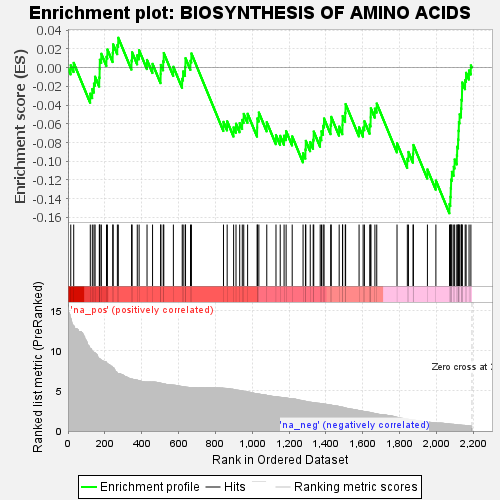 Enrichment plot: BIOSYNTHESIS OF AMINO ACIDS
Enrichment score (ES)
0.04
0.02
0.00
-0.02
-0.04
-0.06
-0.08
-0.10
-0.12
-0.14
-0.16
'na_pos' (positively correlated)
Ranked list metric (PreRanked)
15
10
5
0
Zero cross at
'na_neg' (negatively correlated)
0 200 400 600 800 1,000 1,200 1,400 1,600 1,800 2,000 2,200
Rank in Ordered Dataset
Enrichment profile Hits Ranking metric scores